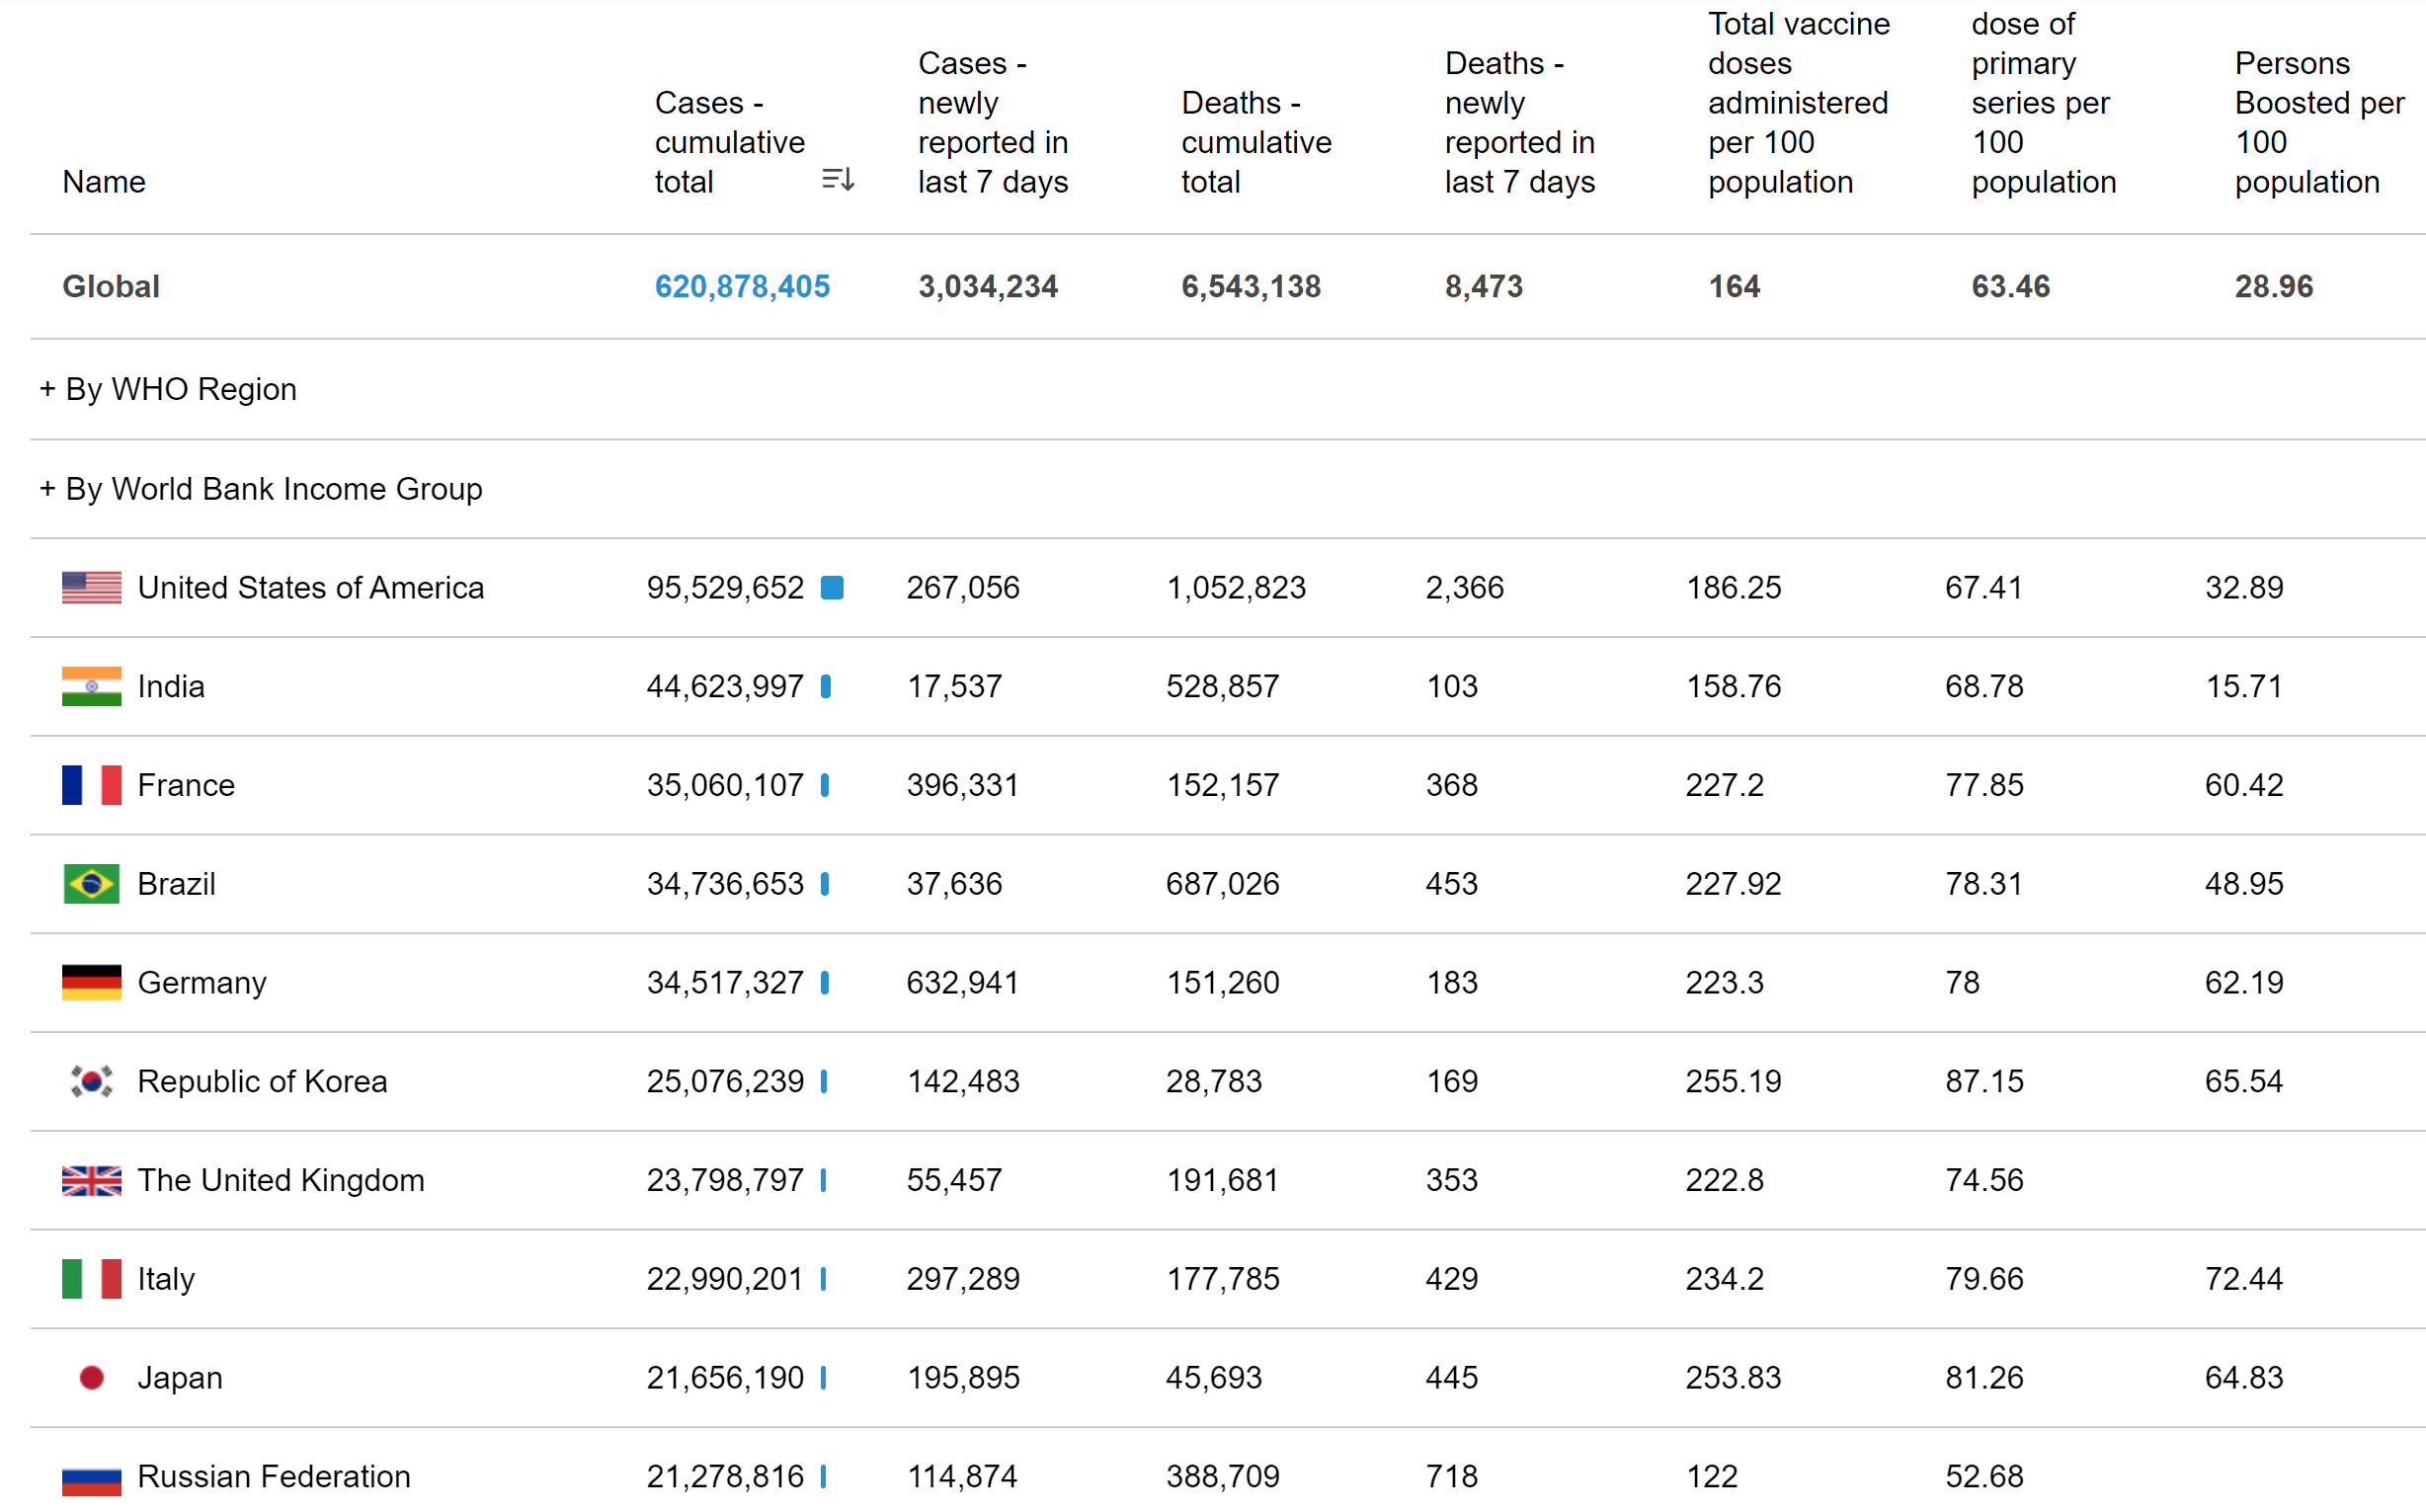 Name
Cases -
cumulative
total
Cases -
newly
reported in
last 7 days
Deaths -
cumulative
total
Deaths -
newly
reported in
last 7 days
Total vaccine
doses
administered
per 100
population
dose of
primary
series per
100
population
Persons
Boosted per
100
population
Global 620,878,405 3,034,234 6,543,138 8,473 164 63.46 28.96
+ By WHO Region
+ By World Bank Income Group
United States of America 95,529,652 267,056 1,052,823 2,366 186.25 67.41 32.89
India 44,623,997 17,537 528,857 103 158.76 68.78 15.71
France 35,060,107 396,331 152,157 368 227.2 77.85 60.42
Brazil 34,736,653 37,636 687,026 453 227.92 78.31 48.95
Germany 34,517,327 632,941 151,260 183 223.3 78 62.19
Republic of Korea 25,076,239 142,483 28,783 169 255.19 87.15 65.54
The United Kingdom 23,798,797 55,457 191,681 353 222.8 74.56
Italy 22,990,201 297,289 177,785 429 234.2 79.66 72.44
Japan 21,656,190 195,895 45,693 445 253.83 81.26 64.83
Russian Federation 21,278,816 114,874 388,709 718 122 52.68